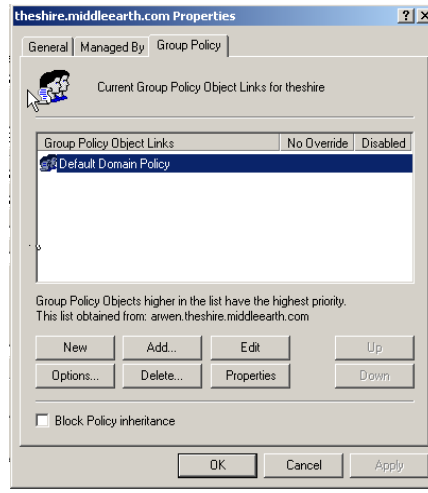 theshire.middleearth.com Properties ? X
General Managed By Group Policy
Current Group Policy Object Links for theshire
Group Policy Object Links No Override Disabled
Default Domain Policy
Group Policy Objects higher in the list have the highest priority.
This list obtained from: arwen.theshire.middleearth.com
New Add... Edit Up
Options... Delete... Properties Down
Block Policy inheritance
OK Cancel Apply